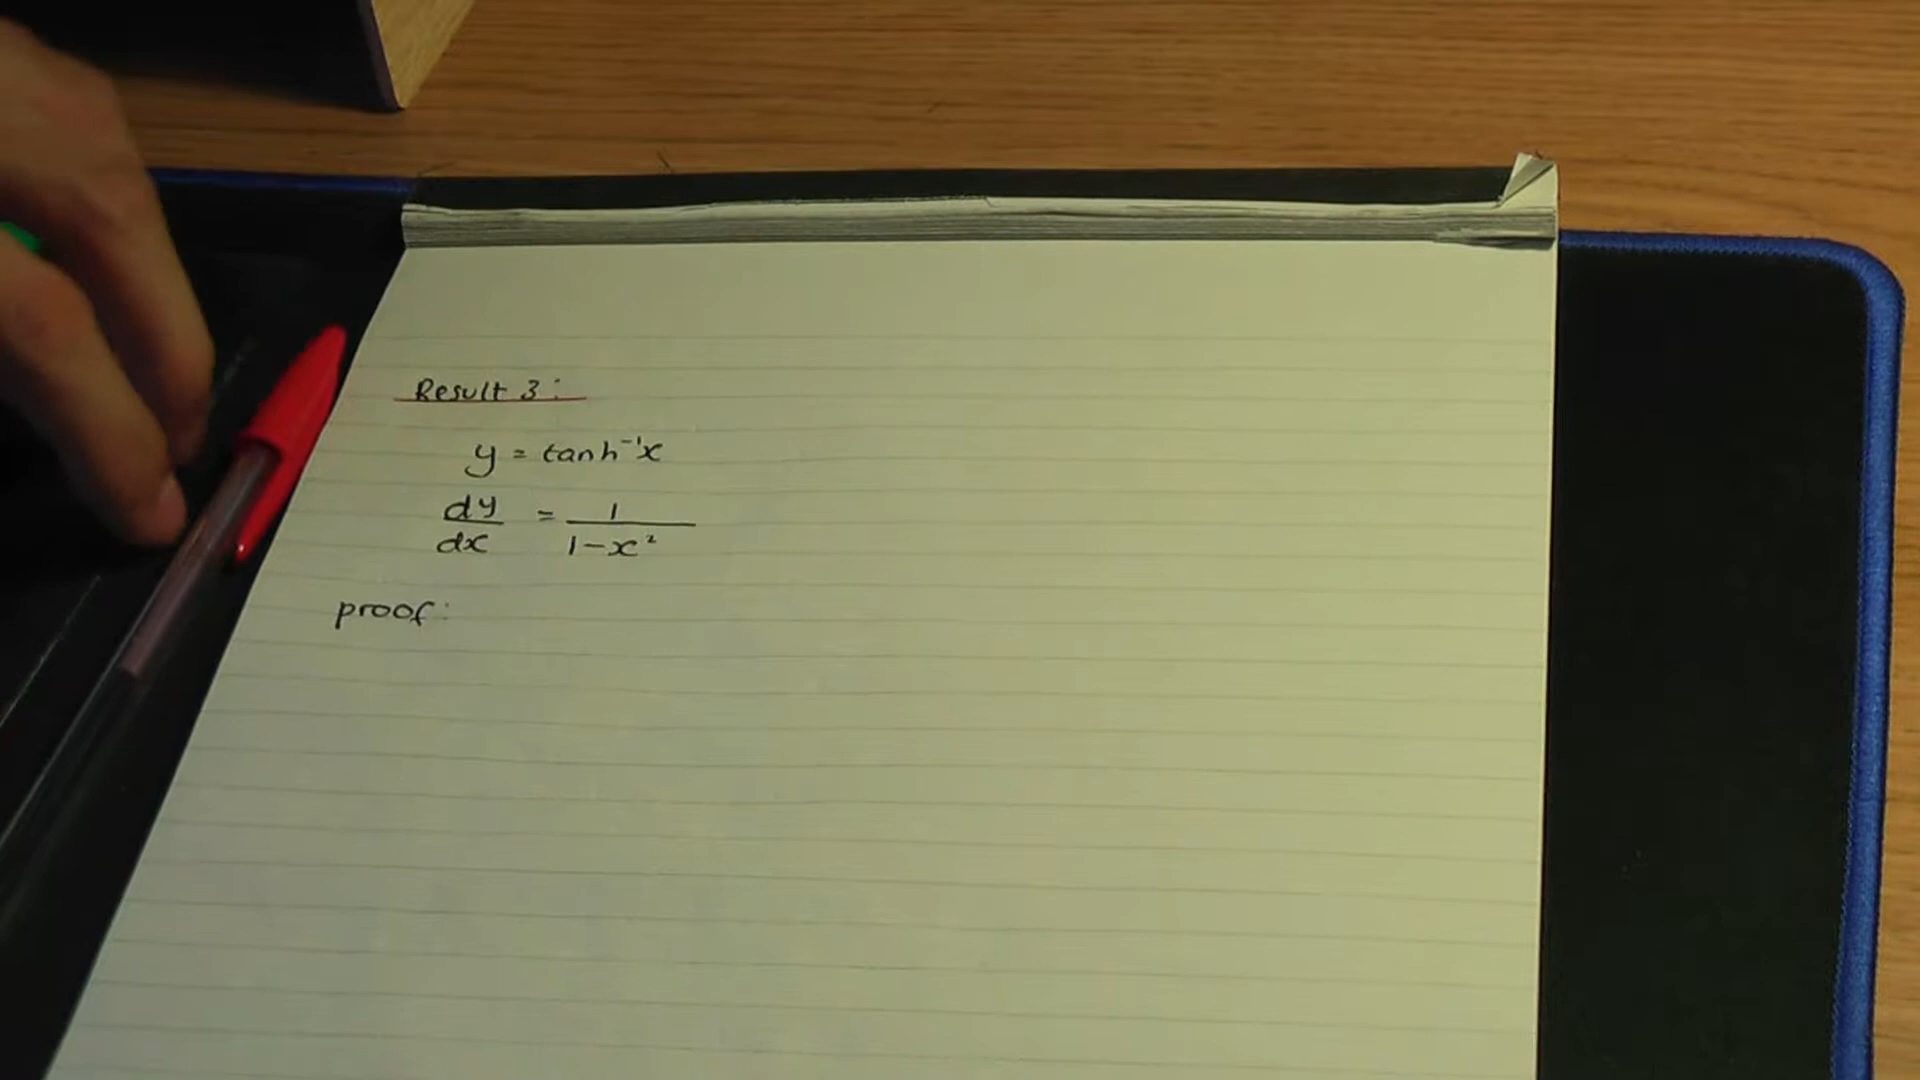 Result 3:
y = tanh⁻¹x
dy/dx = 1/(1-x²)
proof: